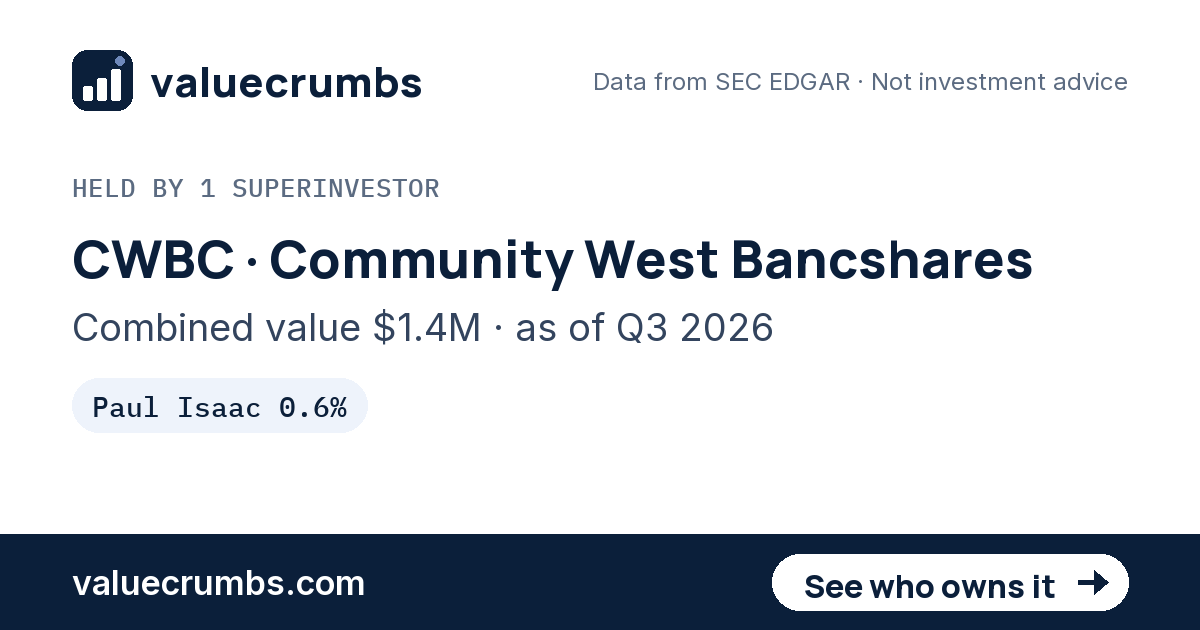 valuecrumbs
Data from SEC EDGAR · Not investment advice
HELD BY 1 SUPERINVESTOR
CWBC · Community West Bancshares
Combined value $1.4M · as of Q3 2026
Paul Isaac 0.6%
valuecrumbs.com
See who owns it →